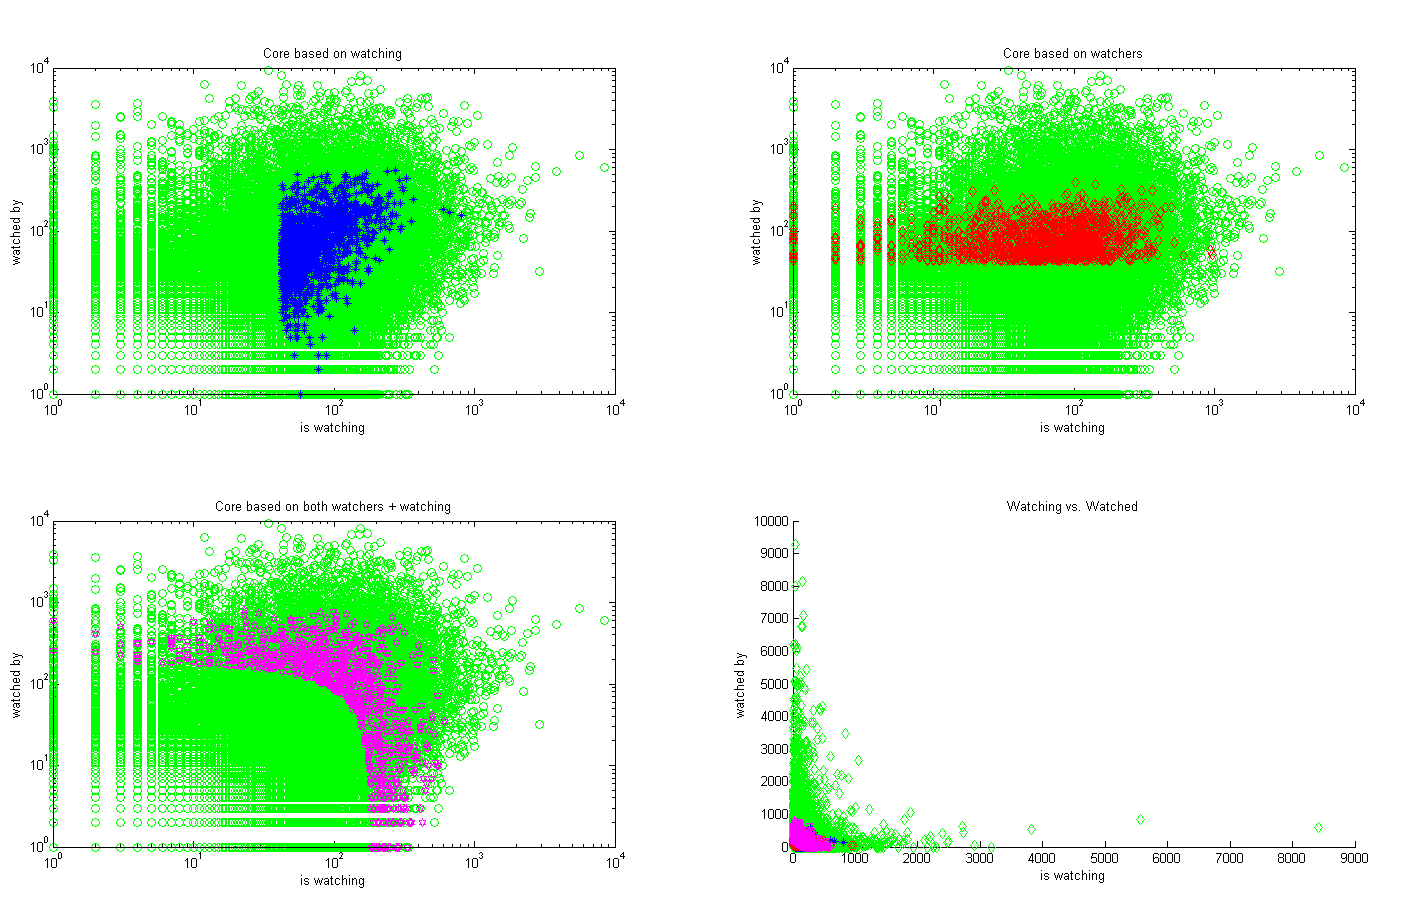 Core based on watching
10^4
10^3
10^2
10^1
10^0
watched by
10^0 10^1 10^2 10^3 10^4
is watching
Core based on watchers
10^4
10^3
10^2
10^1
10^0
watched by
10^0 10^1 10^2 10^3 10^4
is watching
Core based on both watchers + watching
10^4
10^3
10^2
10^1
10^0
watched by
10^0 10^1 10^2 10^3 10^4
is watching
Watching vs. Watched
10000
9000
8000
7000
6000
5000
4000
3000
2000
1000
0
watched by
0 1000 2000 3000 4000 5000 6000 7000 8000 9000
is watching